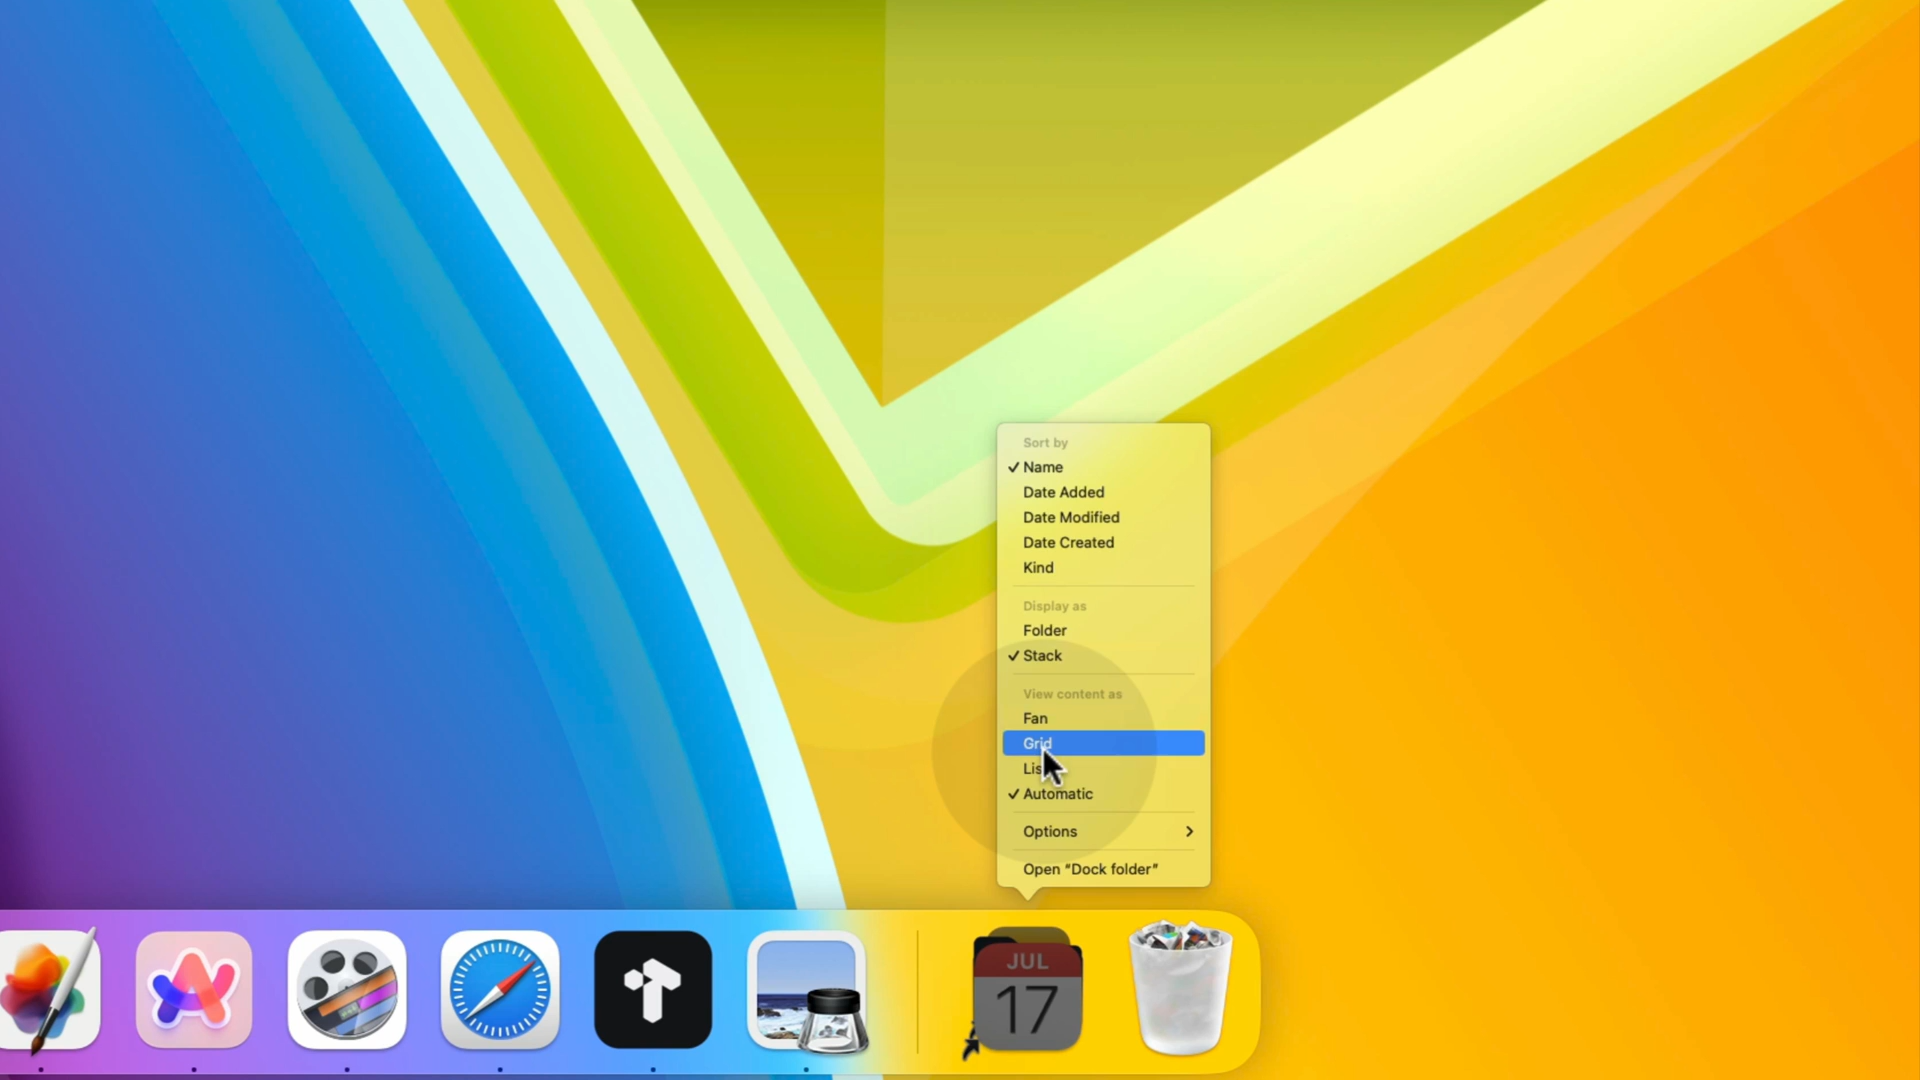 Sort by
✓ Name
Date Added
Date Modified
Date Created
Kind
Display as
Folder
✓ Stack
View content as
Fan
Grid
Lis
✓ Automatic
Options >
Open “Dock folder”
JUL
17